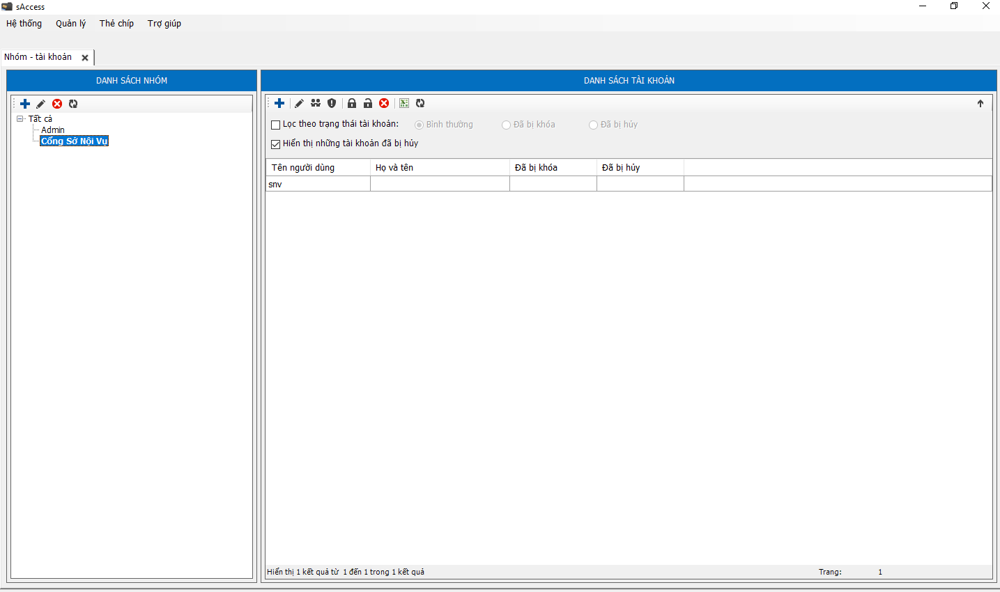 sAccess
Hệ thống Quản lý Thẻ chíp Trợ giúp
Nhóm - tài khoản
DANH SÁCH NHÓM
Tất cả
Admin
Cổng Sở Nội Vụ
DANH SÁCH TÀI KHOẢN
Lọc theo trạng thái tài khoản: Bình thường Đã bị khóa Đã bị hủy
Hiển thị những tài khoản đã bị hủy
Tên người dùng Họ và tên Đã bị khóa Đã bị hủy
snv
Hiển thị 1 kết quả từ 1 đến 1 trong 1 kết quả Trang: 1